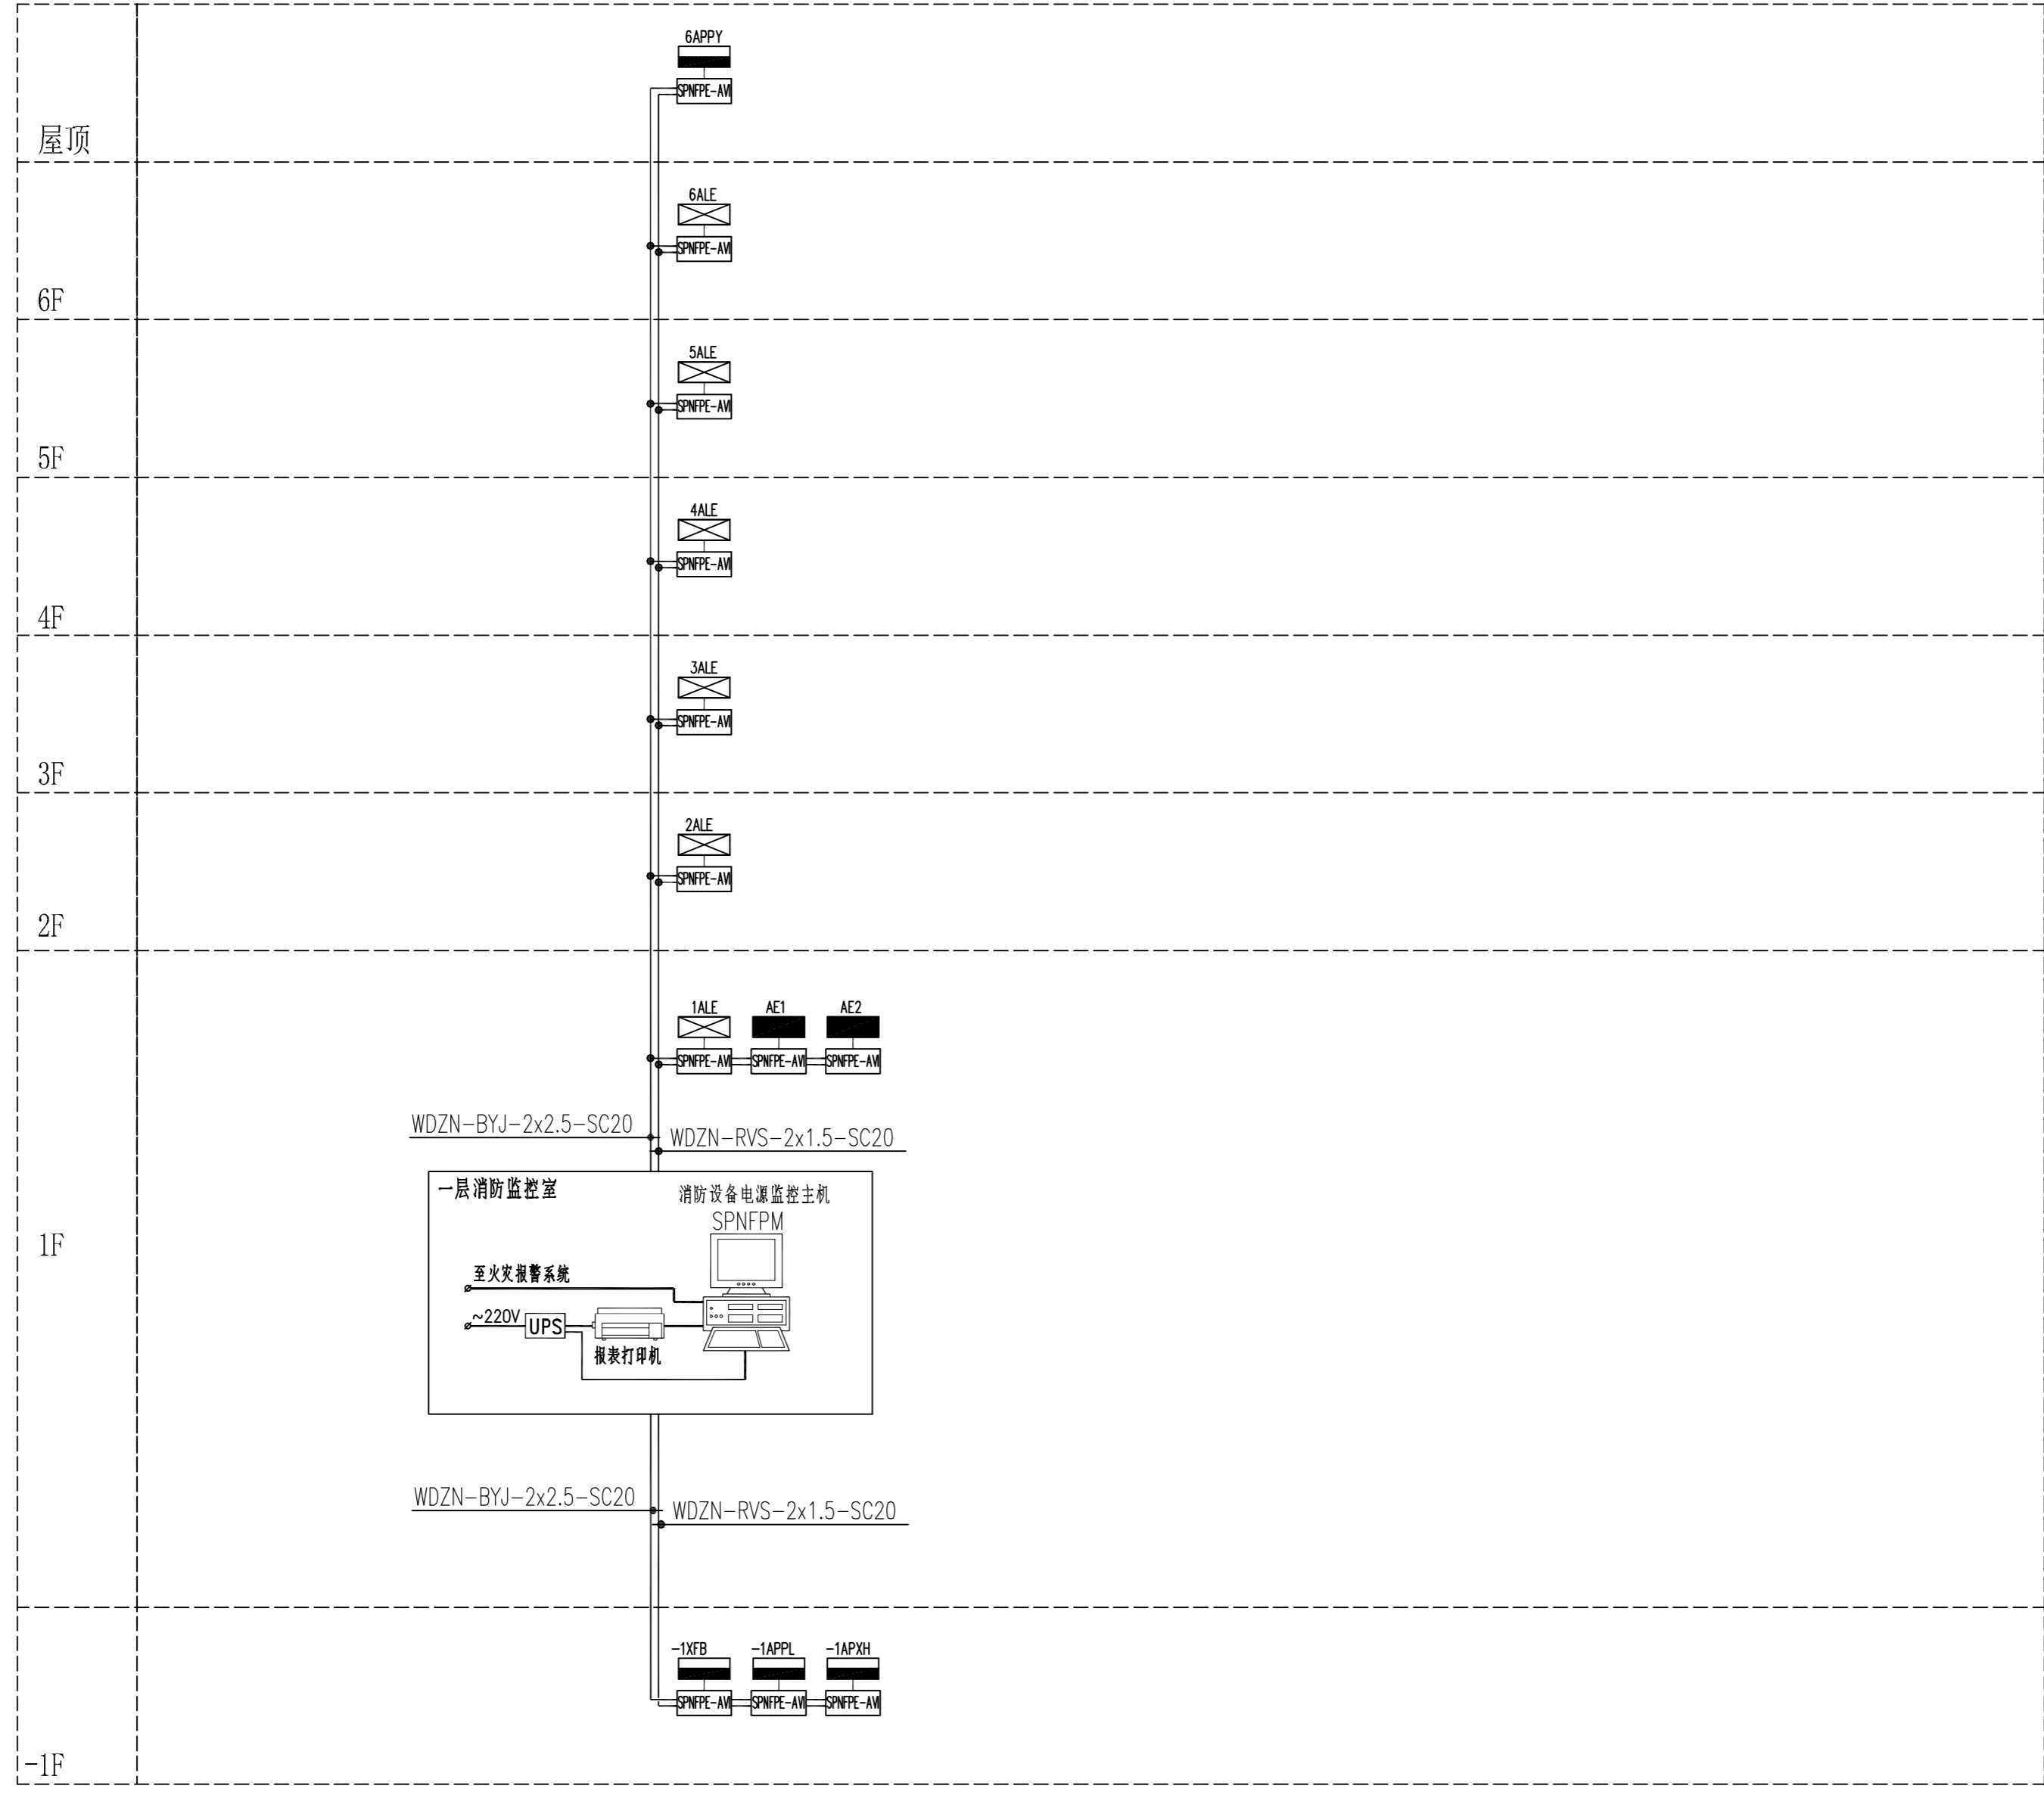 6APPY
SPNFPE-AVI
屋顶
6ALE
SPNFPE-AVI
6F
5ALE
SPNFPE-AVI
5F
4ALE
SPNFPE-AVI
4F
3ALE
SPNFPE-AVI
3F
2ALE
SPNFPE-AVI
2F
1ALE AE1 AE2
SPNFPE-AVI SPNFPE-AVI SPNFPE-AVI
WDZN-BYJ-2x2.5-SC20
WDZN-RVS-2x1.5-SC20
一层消防监控室
消防设备电源监控主机
SPNFPM
1F
至火灾报警系统
~220V
UPS
报表打印机
WDZN-BYJ-2x2.5-SC20
WDZN-RVS-2x1.5-SC20
-1XFB -1APPL -1APXH
SPNFPE-AVI SPNFPE-AVI SPNFPE-AVI
-1F